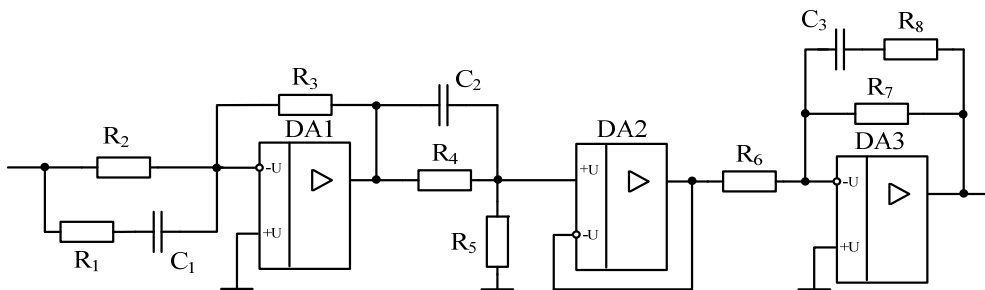 C3
R8
R3
C2
R7
DA1
DA2
DA3
R2
-U
R4
+U
R6
-U
+U
R5
-U
+U
R1
C1